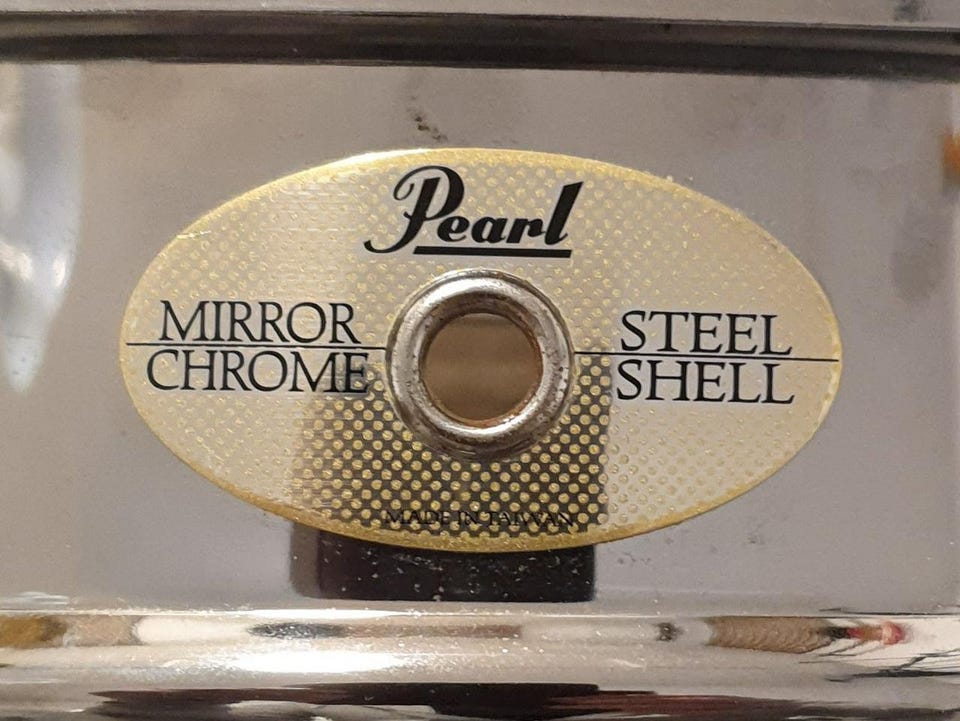 Pearl
MIRROR CHROME
STEEL SHELL
MADE IN TAIWAN